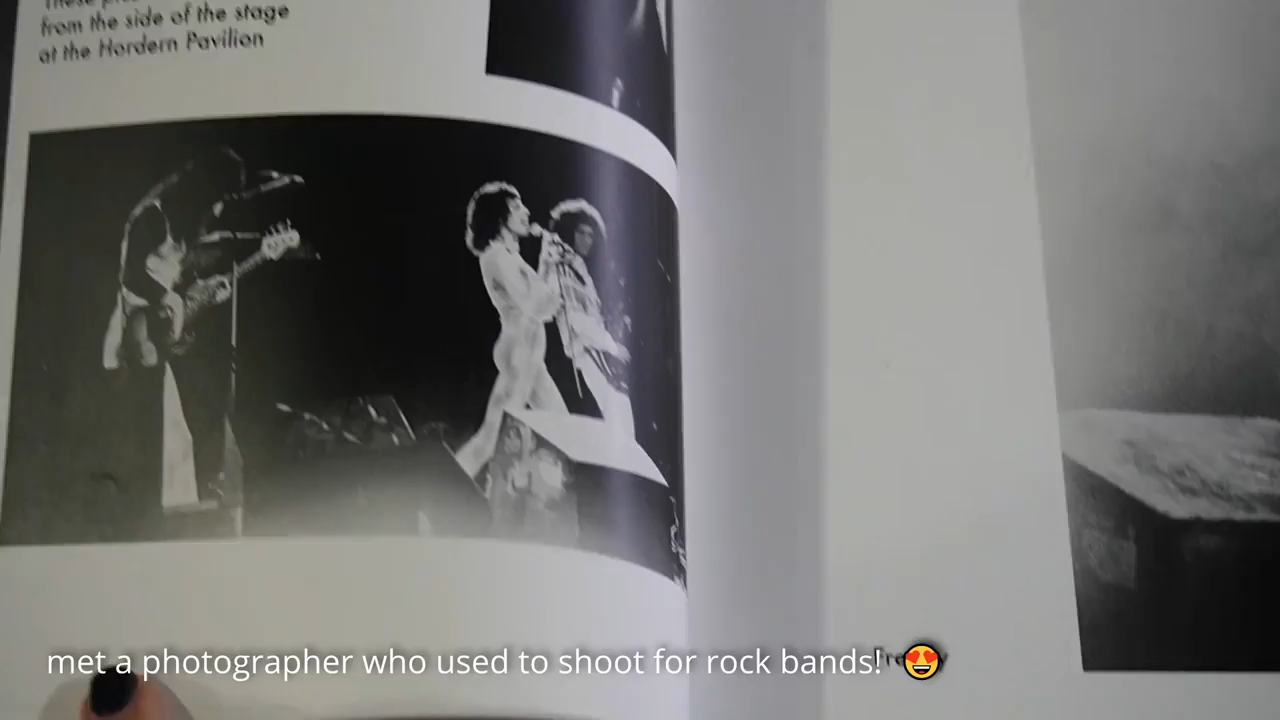 These
from the side of the stage
at the Hordern Pavilion
met a photographer who used to shoot for rock bands! 😍